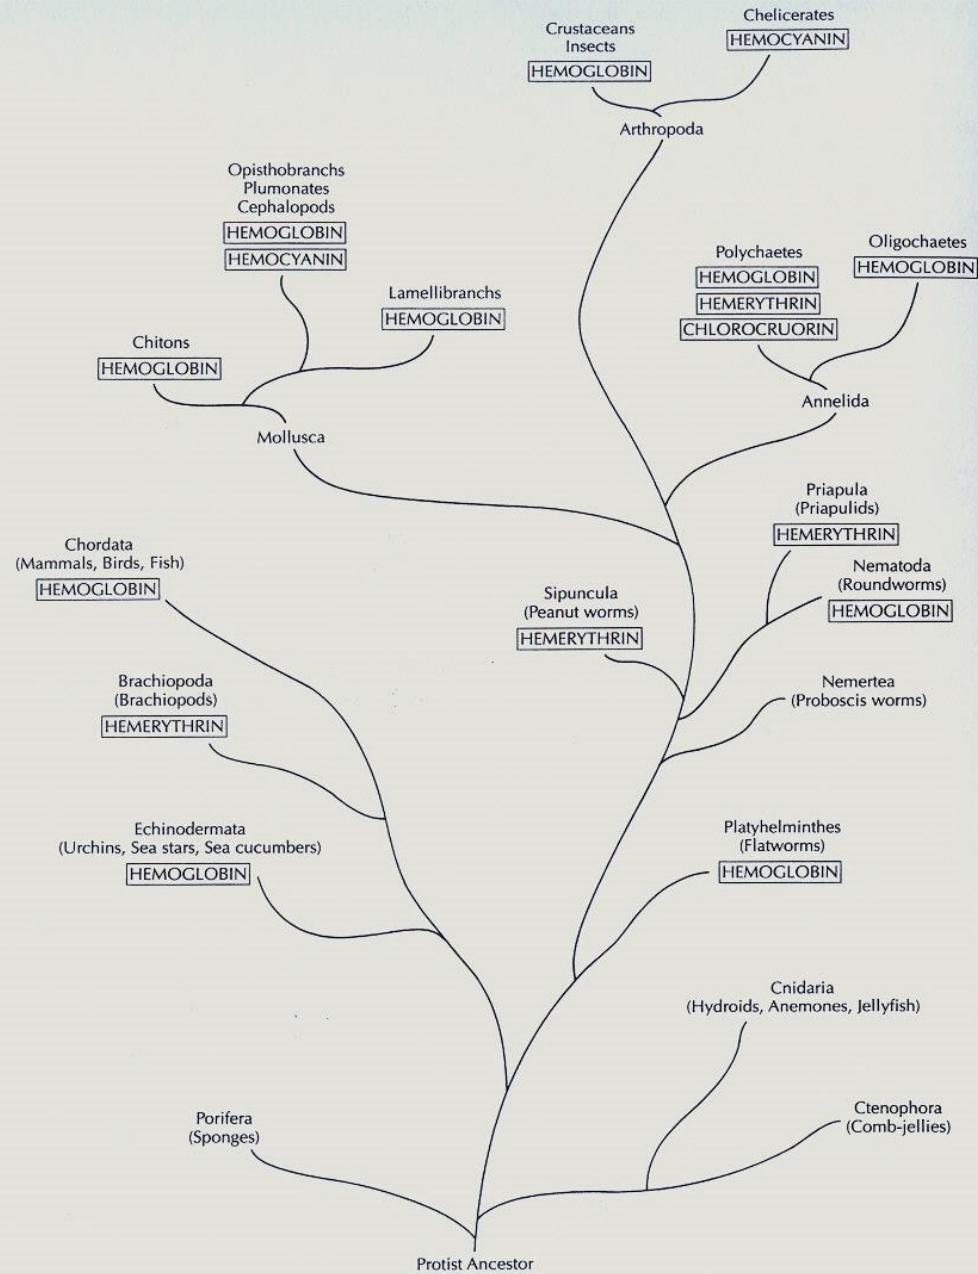 Chelicerates
HEMOCYANIN
Crustaceans
Insects
HEMOGLOBIN
Arthropoda
Opisthobranchs
Plumonates
Cephalopods
HEMOGLOBIN
HEMOCYANIN
Lamellibranchs
HEMOGLOBIN
Chitons
HEMOGLOBIN
Mollusca
Polychaetes
HEMOGLOBIN
HEMERYTHRIN
CHLOROCRUORIN
Oligochaetes
HEMOGLOBIN
Annelida
Priapula
(Priapulids)
HEMERYTHRIN
Nematoda
(Roundworms)
HEMOGLOBIN
Chordata
(Mammals, Birds, Fish)
HEMOGLOBIN
Sipuncula
(Peanut worms)
HEMERYTHRIN
Nemertea
(Proboscis worms)
Brachiopoda
(Brachiopods)
HEMERYTHRIN
Echinodermata
(Urchins, Sea stars, Sea cucumbers)
HEMOGLOBIN
Platyhelminthes
(Flatworms)
HEMOGLOBIN
Cnidaria
(Hydroids, Anemones, Jellyfish)
Ctenophora
(Comb-jellies)
Porifera
(Sponges)
Protist Ancestor